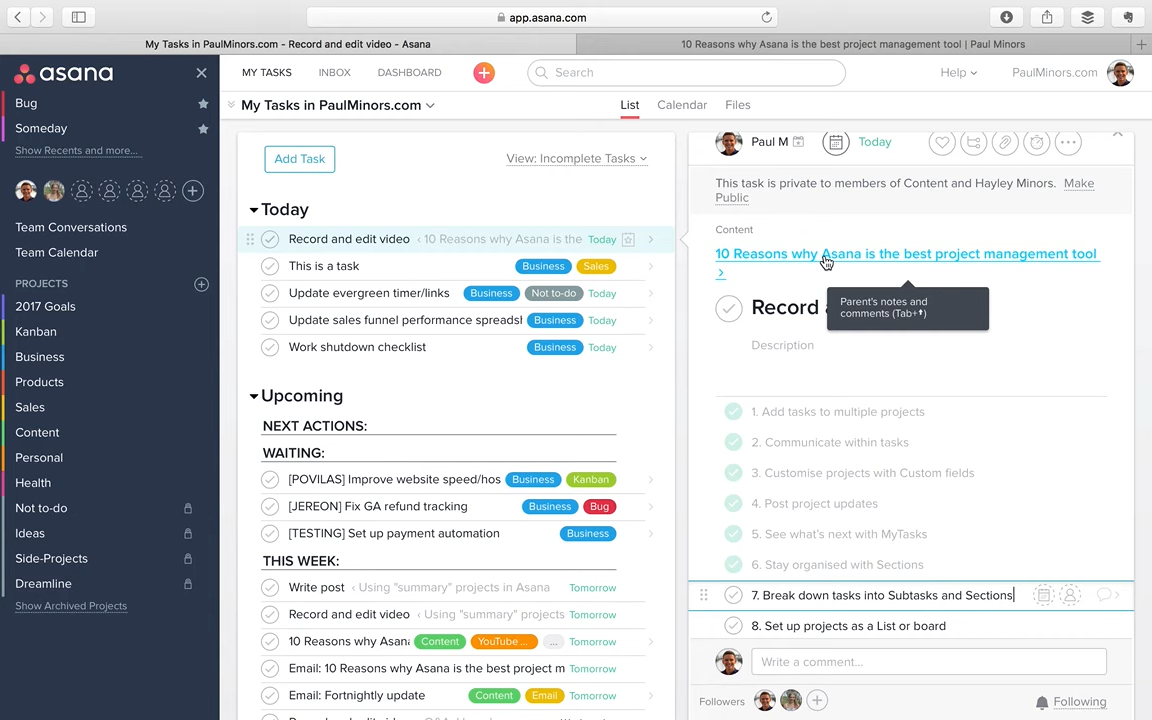 app.asana.com
My Tasks in PaulMinors.com - Record and edit video - Asana
10 Reasons why Asana is the best project management tool | Paul Minors
asana
Bug
Someday
Show Recents and more...
Team Conversations
Team Calendar
PROJECTS
2017 Goals
Kanban
Business
Products
Sales
Content
Personal
Health
Not to-do
Ideas
Side-Projects
Dreamline
Show Archived Projects
MY TASKS INBOX DASHBOARD Search Help PaulMinors.com
My Tasks in PaulMinors.com List Calendar Files
Add Task View: Incomplete Tasks
Today
Record and edit video ‹ 10 Reasons why Asana is the Today
This is a task Business Sales
Update evergreen timer/links Business Not to-do Today
Update sales funnel performance spreadsh Business Today
Work shutdown checklist Business Today
Upcoming
NEXT ACTIONS:
WAITING:
[POVILAS] Improve website speed/hos Business Kanban
[JEREON] Fix GA refund tracking Business Bug
[TESTING] Set up payment automation Business
THIS WEEK:
Write post ‹ Using "summary" projects in Asana Tomorrow
Record and edit video ‹ Using "summary" projects Tomorrow
10 Reasons why Asana Content YouTube ... ... Tomorrow
Email: 10 Reasons why Asana is the best project m Tomorrow
Email: Fortnightly update Content Email Tomorrow
Paul M Today
This task is private to members of Content and Hayley Minors. Make
Public
Content
10 Reasons why Asana is the best project management tool
›
Record
Parent's notes and
comments (Tab+⬆)
Description
1. Add tasks to multiple projects
2. Communicate within tasks
3. Customise projects with Custom fields
4. Post project updates
5. See what's next with MyTasks
6. Stay organised with Sections
7. Break down tasks into Subtasks and Sections
8. Set up projects as a List or board
Write a comment...
Followers Following